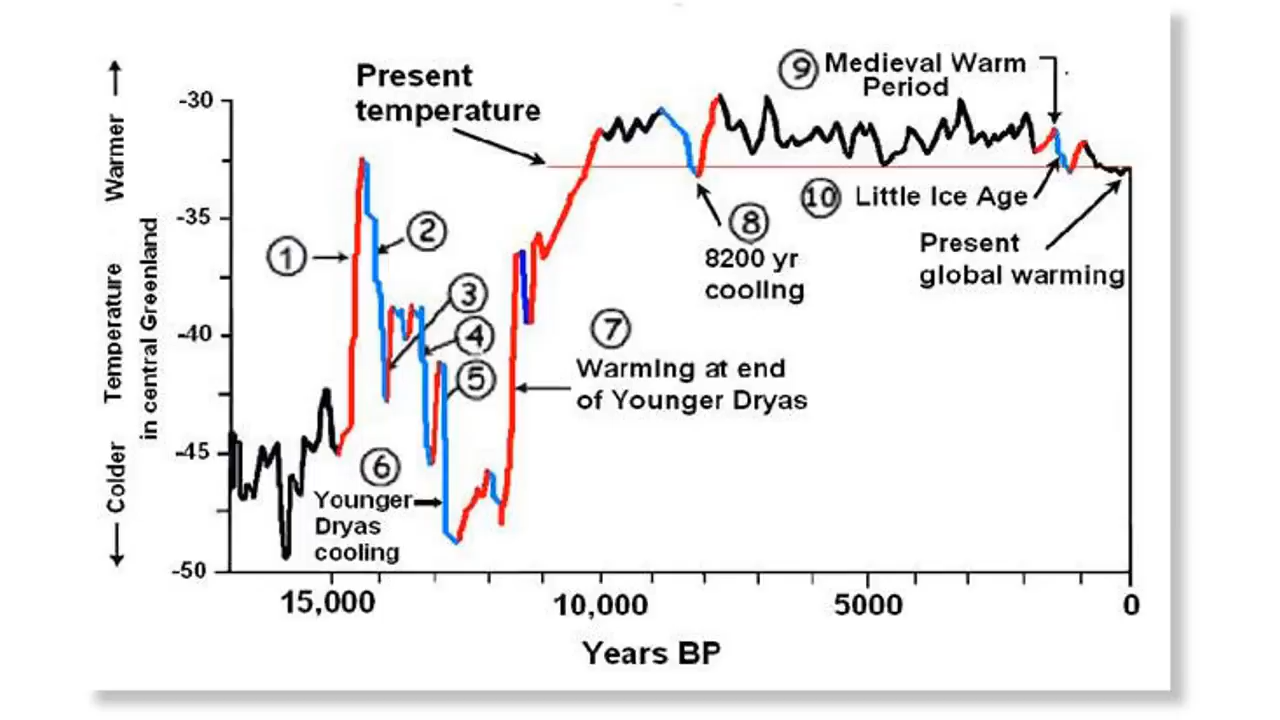 Present
temperature
⑨ Medieval Warm
Period
⑩ Little Ice Age
Present
global warming
⑧
8200 yr
cooling
①
②
③
④
⑤
⑥
Younger
Dryas
cooling
⑦
Warming at end
of Younger Dryas
Warmer
Temperature
in central Greenland
Colder
-30
-35
-40
-45
-50
15,000
10,000
5000
0
Years BP